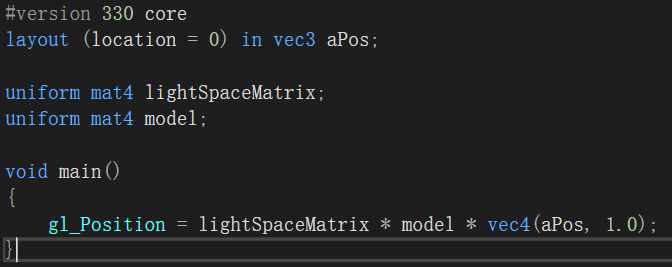 #version 330 core
layout (location = 0) in vec3 aPos;
uniform mat4 lightSpaceMatrix;
uniform mat4 model;
void main()
{
    gl_Position = lightSpaceMatrix * model * vec4(aPos, 1.0);
}